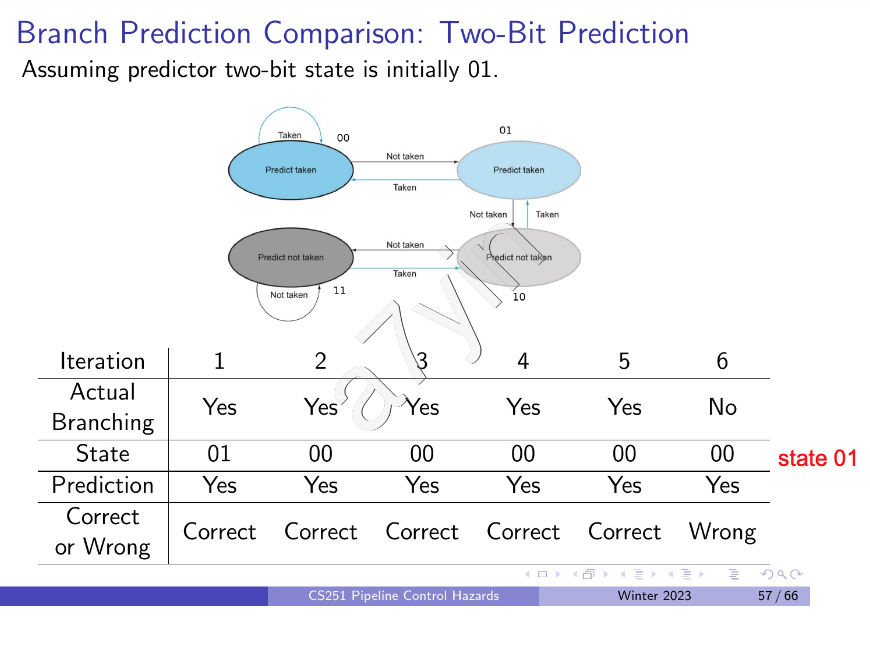 Branch Prediction Comparison: Two-Bit Prediction
Assuming predictor two-bit state is initially 01.
Taken
00
01
Predict taken
Not taken
Predict taken
Taken
Not taken
Taken
Predict not taken
Not taken
Predict not taken
Taken
Not taken
11
10
a7yin
Iteration 1 2 3 4 5 6
Actual
Branching Yes Yes Yes Yes Yes No
State 01 00 00 00 00 00 state 01
Prediction Yes Yes Yes Yes Yes Yes
Correct
or Wrong Correct Correct Correct Correct Correct Wrong
CS251 Pipeline Control Hazards Winter 2023 57 / 66